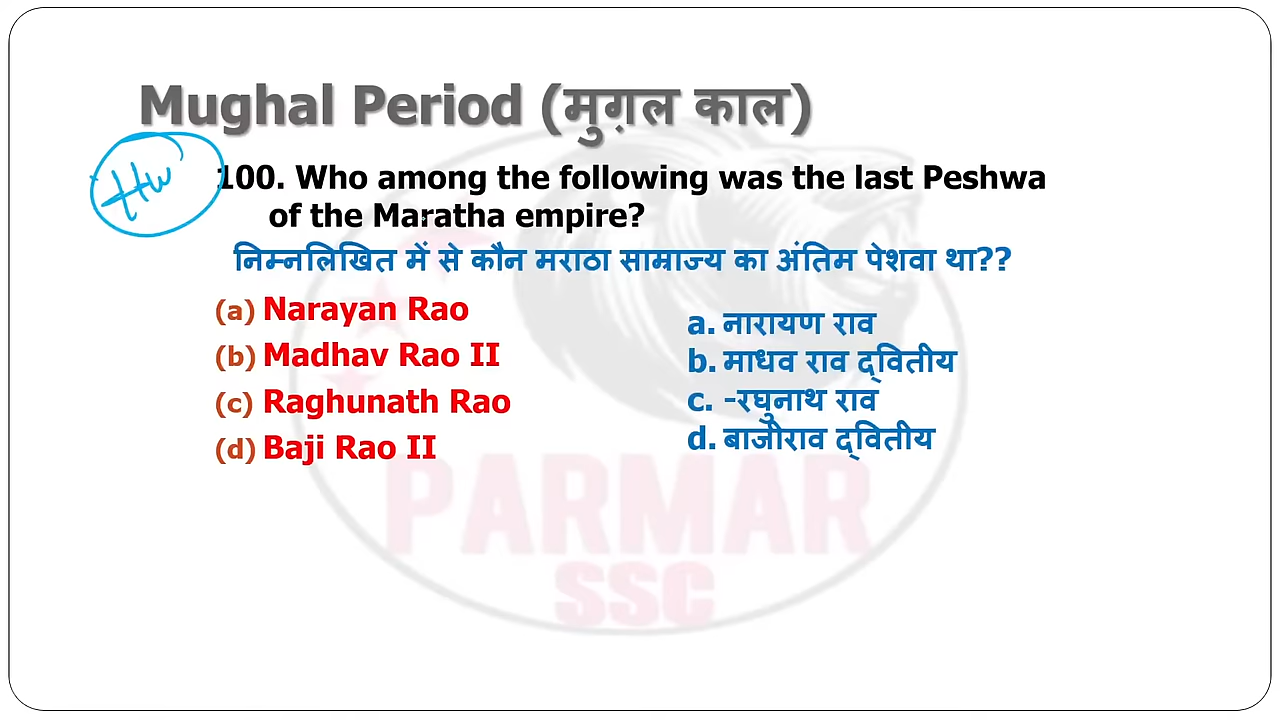 Mughal Period (मुग़ल काल)
Hw
100. Who among the following was the last Peshwa
of the Maratha empire?
निम्नलिखित में से कौन मराठा साम्राज्य का अंतिम पेशवा था??
(a) Narayan Rao
(b) Madhav Rao II
(c) Raghunath Rao
(d) Baji Rao II
a. नारायण राव
b. माधव राव द्वितीय
c. -रघुनाथ राव
d. बाजीराव द्वितीय
PARMAR
SSC